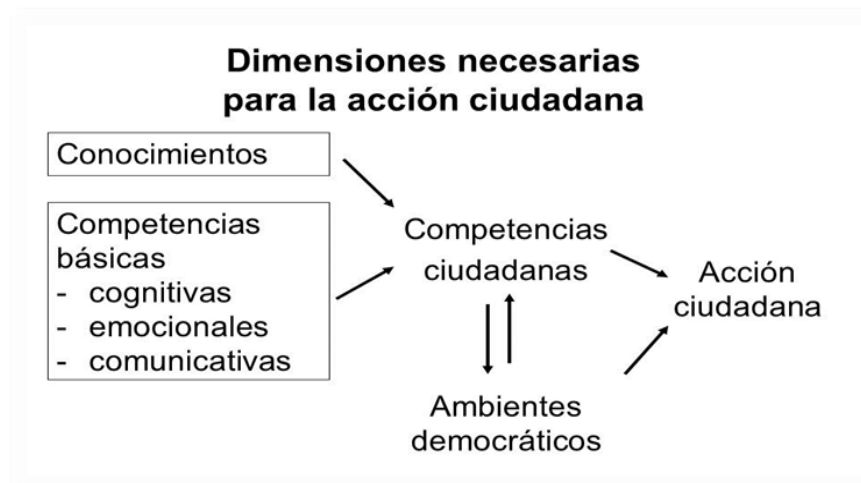 Dimensiones necesarias
para la acción ciudadana
Conocimientos
Competencias
básicas
- cognitivas
- emocionales
- comunicativas
Competencias
ciudadanas
Acción
ciudadana
Ambientes
democráticos